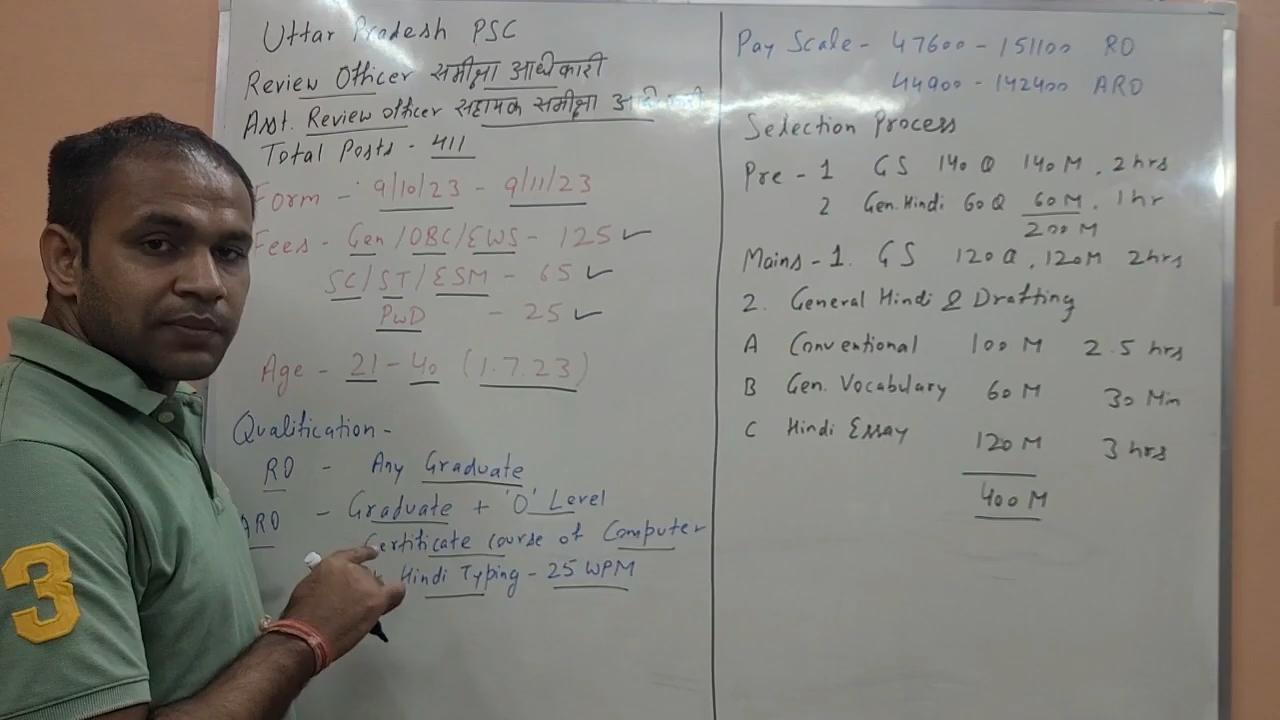 Uttar Pradesh PSC
Review Officer समीक्षा अधिकारी
Asst. Review officer सहायक समीक्षा अधिकारी
Total Posts - 411
Form - 9/10/23 - 9/11/23
Fees - Gen/OBC/EWS - 125 ✓
SC/ST/ESM - 65 ✓
PwD - 25 ✓
Age - 21-40 (1.7.23)
Qualification -
RO - Any Graduate
ARO - Graduate + 'O' Level
Certificate course of Computer
Hindi Typing - 25 WPM
Pay Scale - 47600 - 151100 RO
44900 - 142400 ARO
Selection Process
Pre - 1 GS 140 Q 140 M . 2 hrs
2 Gen. Hindi 60 Q 60 M . 1 hr
200 M
Mains - 1. GS 120 Q , 120 M 2 hrs
2. General Hindi & Drafting
A Conventional 100 M 2.5 hrs
B Gen. Vocabulary 60 M 30 Min
C Hindi Essay 120 M 3 hrs
400 M
3